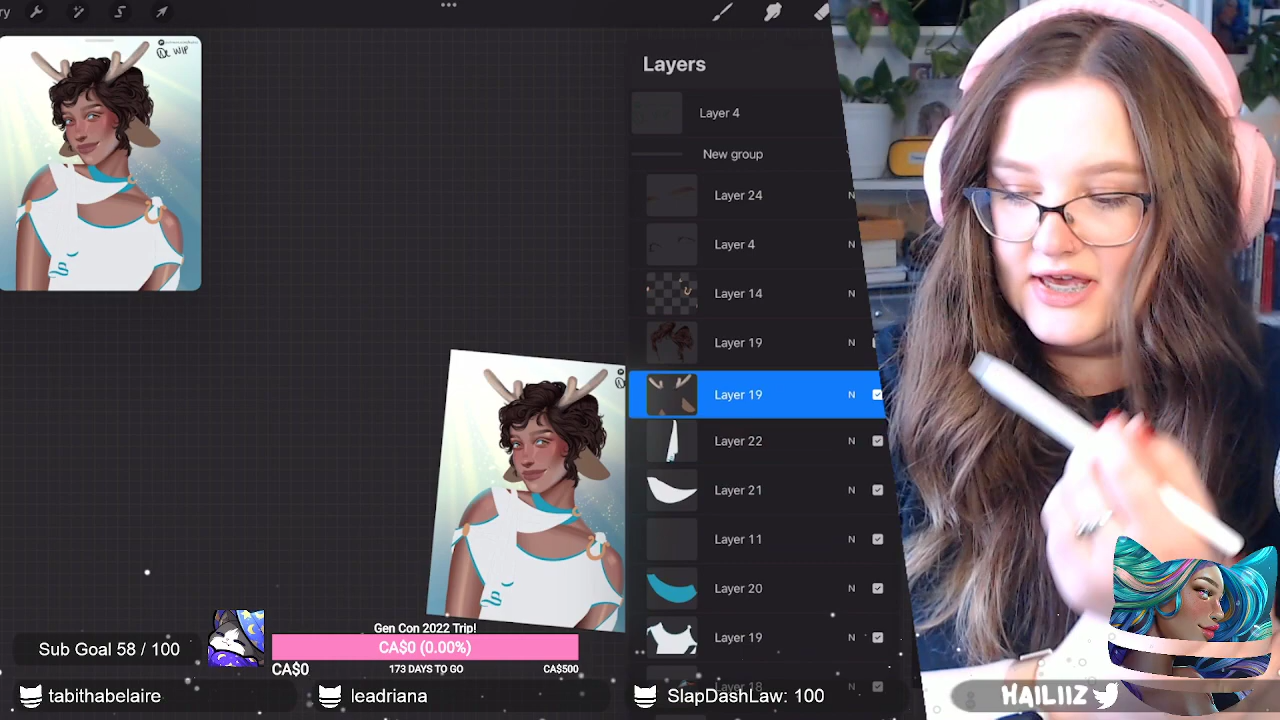 WIP
Layers
Layer 4
New group
Layer 24
N
Layer 4
N
Layer 14
N
Layer 19
N
Layer 19
N
Layer 22
N
Layer 21
N
Layer 11
N
Layer 20
N
Layer 19
N
Gen Con 2022 Trip!
Sub Goal 58 / 100
CA$0 (0.00%)
CA$0
173 DAYS TO GO
CA$500
tabithabelaire
leadriana
SlapDashLaw: 100
HAILIIZ